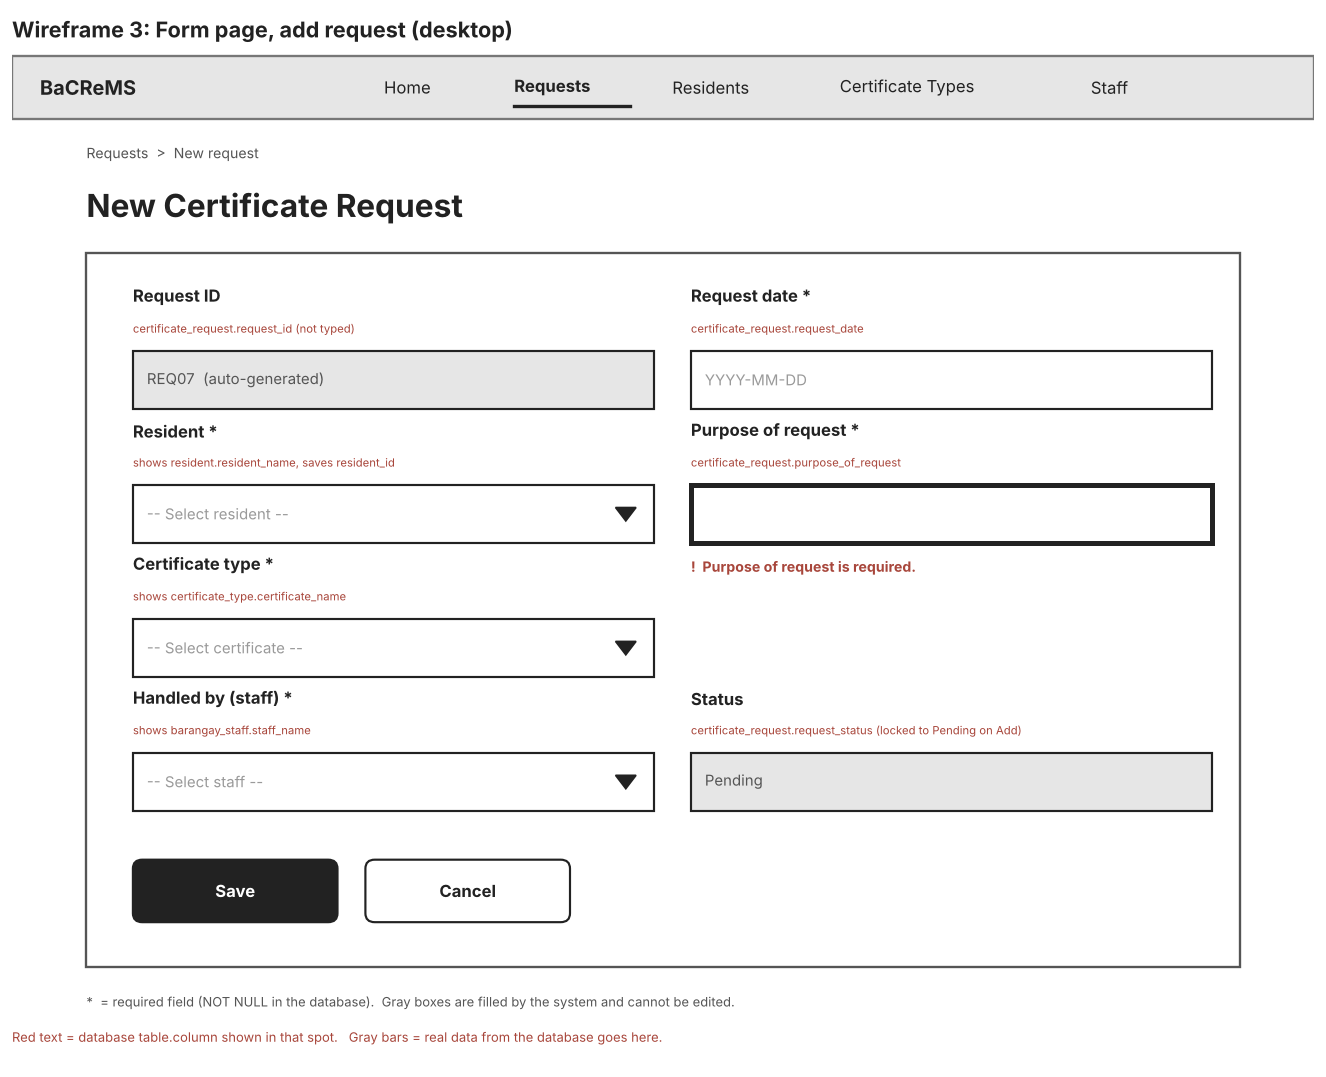 Wireframe 3: Form page, add request (desktop)
BaCReMS Home Requests Residents Certificate Types Staff
Requests > New request
New Certificate Request
Request ID
certificate_request.request_id (not typed)
REQ07 (auto-generated)
Request date *
certificate_request.request_date
YYYY-MM-DD
Resident *
shows resident.resident_name, saves resident_id
-- Select resident --
Purpose of request *
certificate_request.purpose_of_request
! Purpose of request is required.
Certificate type *
shows certificate_type.certificate_name
-- Select certificate --
Handled by (staff) *
shows barangay_staff.staff_name
-- Select staff --
Status
certificate_request.request_status (locked to Pending on Add)
Pending
Save
Cancel
* = required field (NOT NULL in the database). Gray boxes are filled by the system and cannot be edited.
Red text = database table.column shown in that spot. Gray bars = real data from the database goes here.